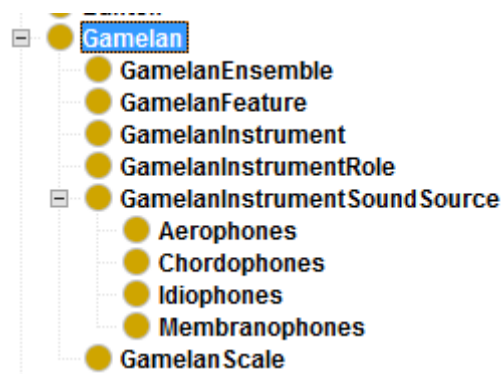 Gamelan
GamelanEnsemble
GamelanFeature
GamelanInstrument
GamelanInstrumentRole
GamelanInstrumentSoundSource
Aerophones
Chordophones
Idiophones
Membranophones
GamelanScale